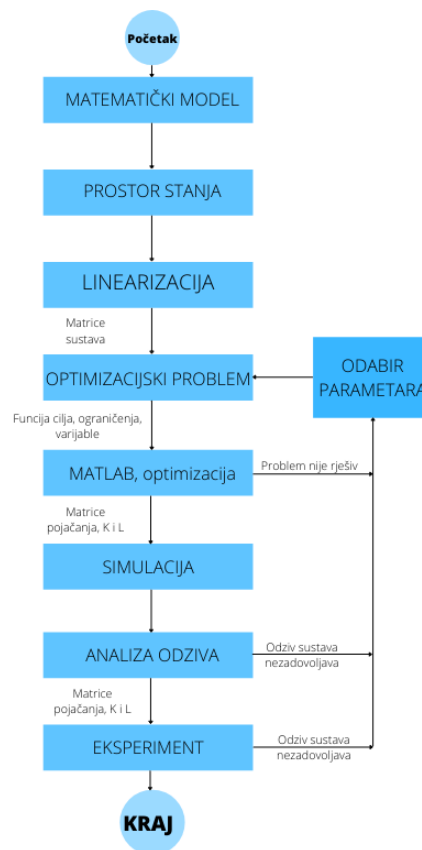 Početak
MATEMATIČKI MODEL
PROSTOR STANJA
LINEARIZACIJA
Matrice
sustava
OPTIMIZACIJSKI PROBLEM
ODABIR
PARAMETARA
Funcija cilja, ograničenja,
varijable
MATLAB, optimizacija
Problem nije rješiv
Matrice
pojačanja, K i L
SIMULACIJA
ANALIZA ODZIVA
Odziv sustava
nezadovoljava
Matrice
pojačanja, K i L
EKSPERIMENT
Odziv sustava
nezadovoljava
KRAJ